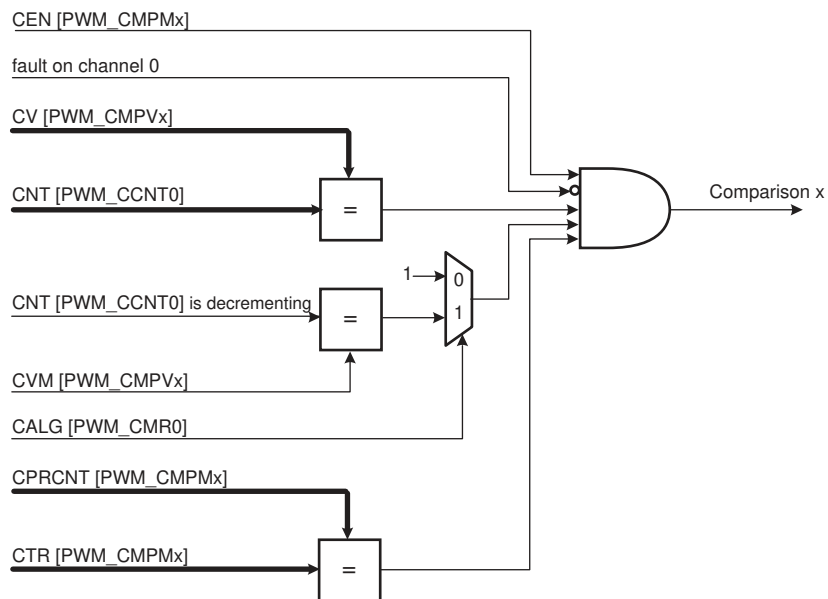 CEN [PWM_CMPMx]
fault on channel 0
CV [PWM_CMPVx]
CNT [PWM_CCNT0]
=
Comparison x
1
0
CNT [PWM_CCNT0] is decrementing
=
1
CVM [PWM_CMPVx]
CALG [PWM_CMR0]
CPRCNT [PWM_CMPMx]
CTR [PWM_CMPMx]
=